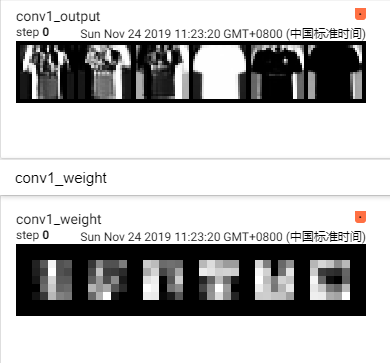 conv1_output
step 0 Sun Nov 24 2019 11:23:20 GMT+0800 (中国标准时间)
conv1_weight
conv1_weight
step 0 Sun Nov 24 2019 11:23:20 GMT+0800 (中国标准时间)